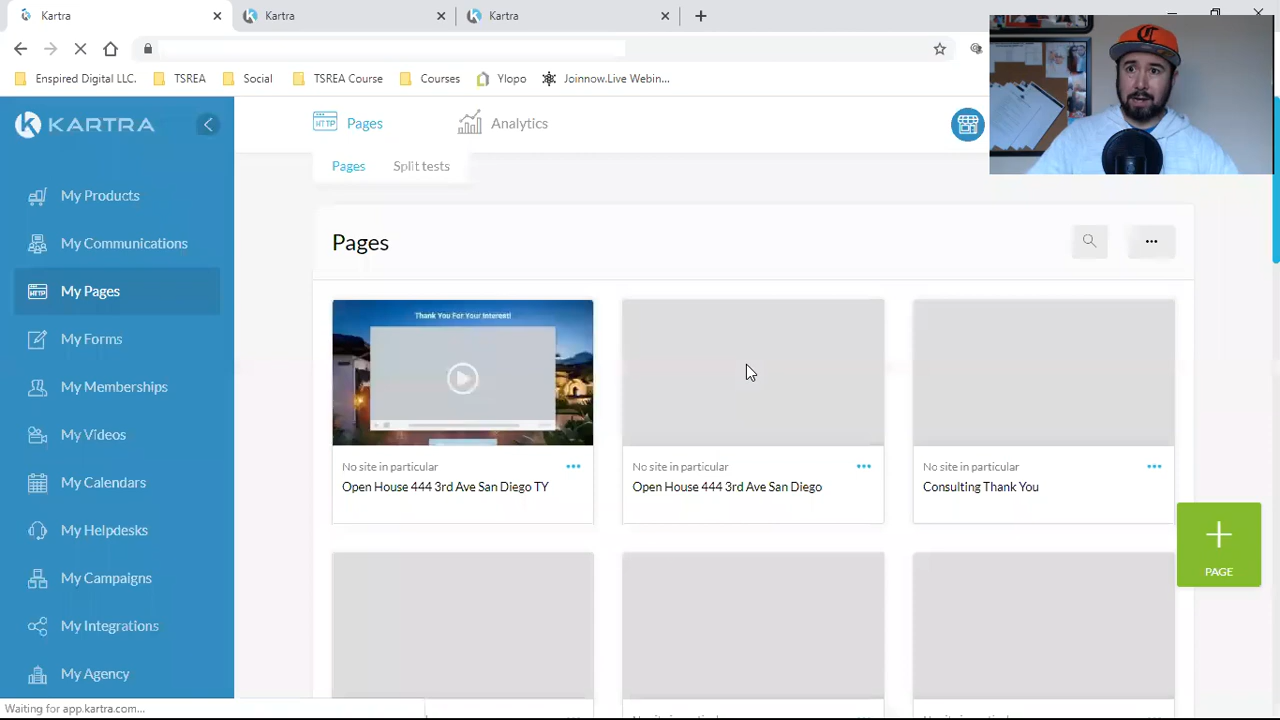 Kartra
Kartra
Kartra
Enspired Digital LLC.
TSREA
Social
TSREA Course
Courses
Ylopo
Joinnow.Live Webin...
KARTRA
Pages
Analytics
Pages
Split tests
My Products
My Communications
My Pages
My Forms
My Memberships
My Videos
My Calendars
My Helpdesks
My Campaigns
My Integrations
My Agency
Pages
Thank You For Your Interest!
No site in particular
Open House 444 3rd Ave San Diego TY
No site in particular
Open House 444 3rd Ave San Diego
No site in particular
Consulting Thank You
PAGE
Waiting for app.kartra.com...